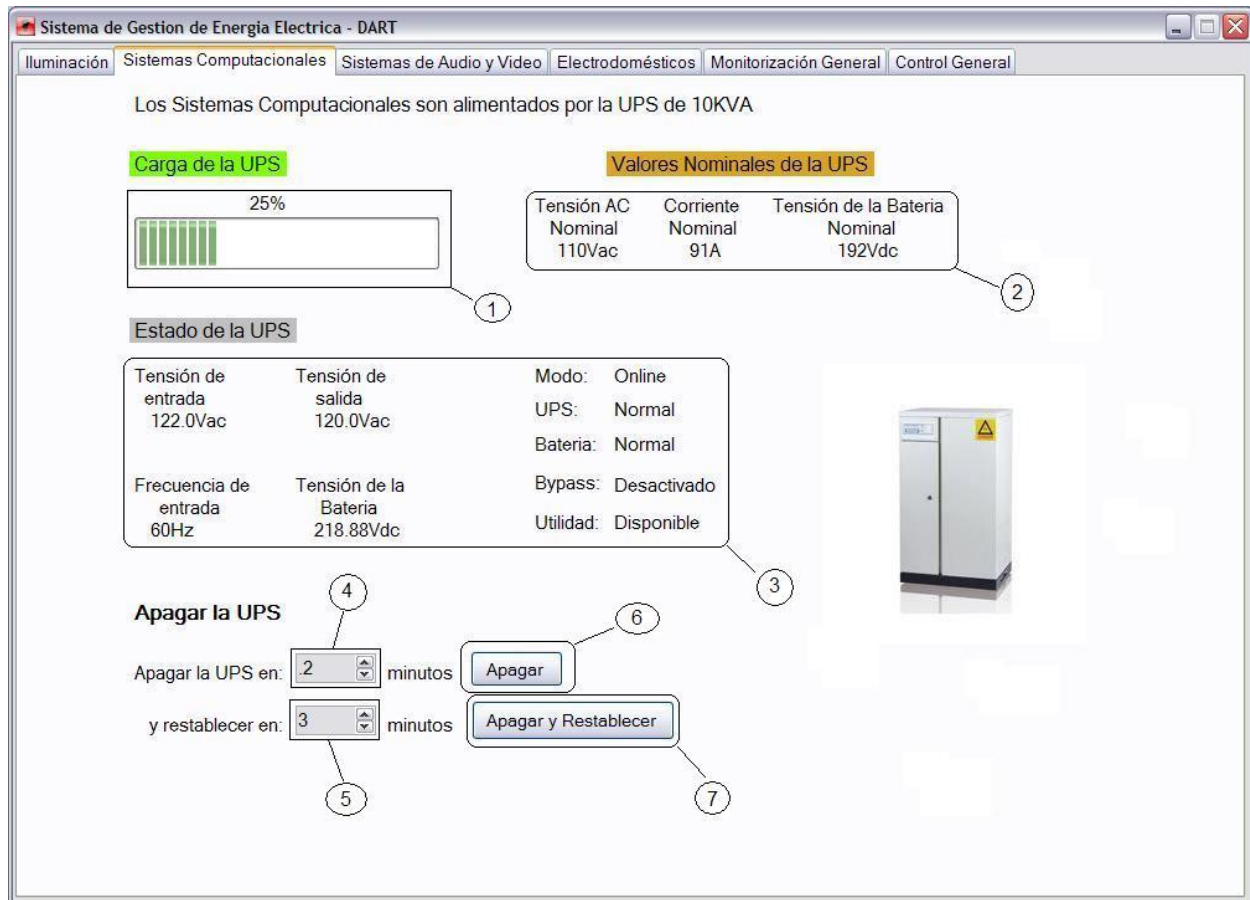 Sistema de Gestion de Energia Electrica - DART
Iluminación Sistemas Computacionales Sistemas de Audio y Video Electrodomésticos Monitorización General Control General
Los Sistemas Computacionales son alimentados por la UPS de 10KVA
Carga de la UPS
25%
1
Valores Nominales de la UPS
Tensión AC Corriente Tensión de la Bateria
Nominal Nominal Nominal
110Vac 91A 192Vdc
2
Estado de la UPS
Tensión de Tensión de
entrada salida
122.0Vac 120.0Vac
Frecuencia de Tensión de la
entrada Bateria
60Hz 218.88Vdc
Modo: Online
UPS: Normal
Bateria: Normal
Bypass: Desactivado
Utilidad: Disponible
3
4
Apagar la UPS
6
Apagar la UPS en: .2 minutos Apagar
y restablecer en: 3 minutos Apagar y Restablecer
5
7